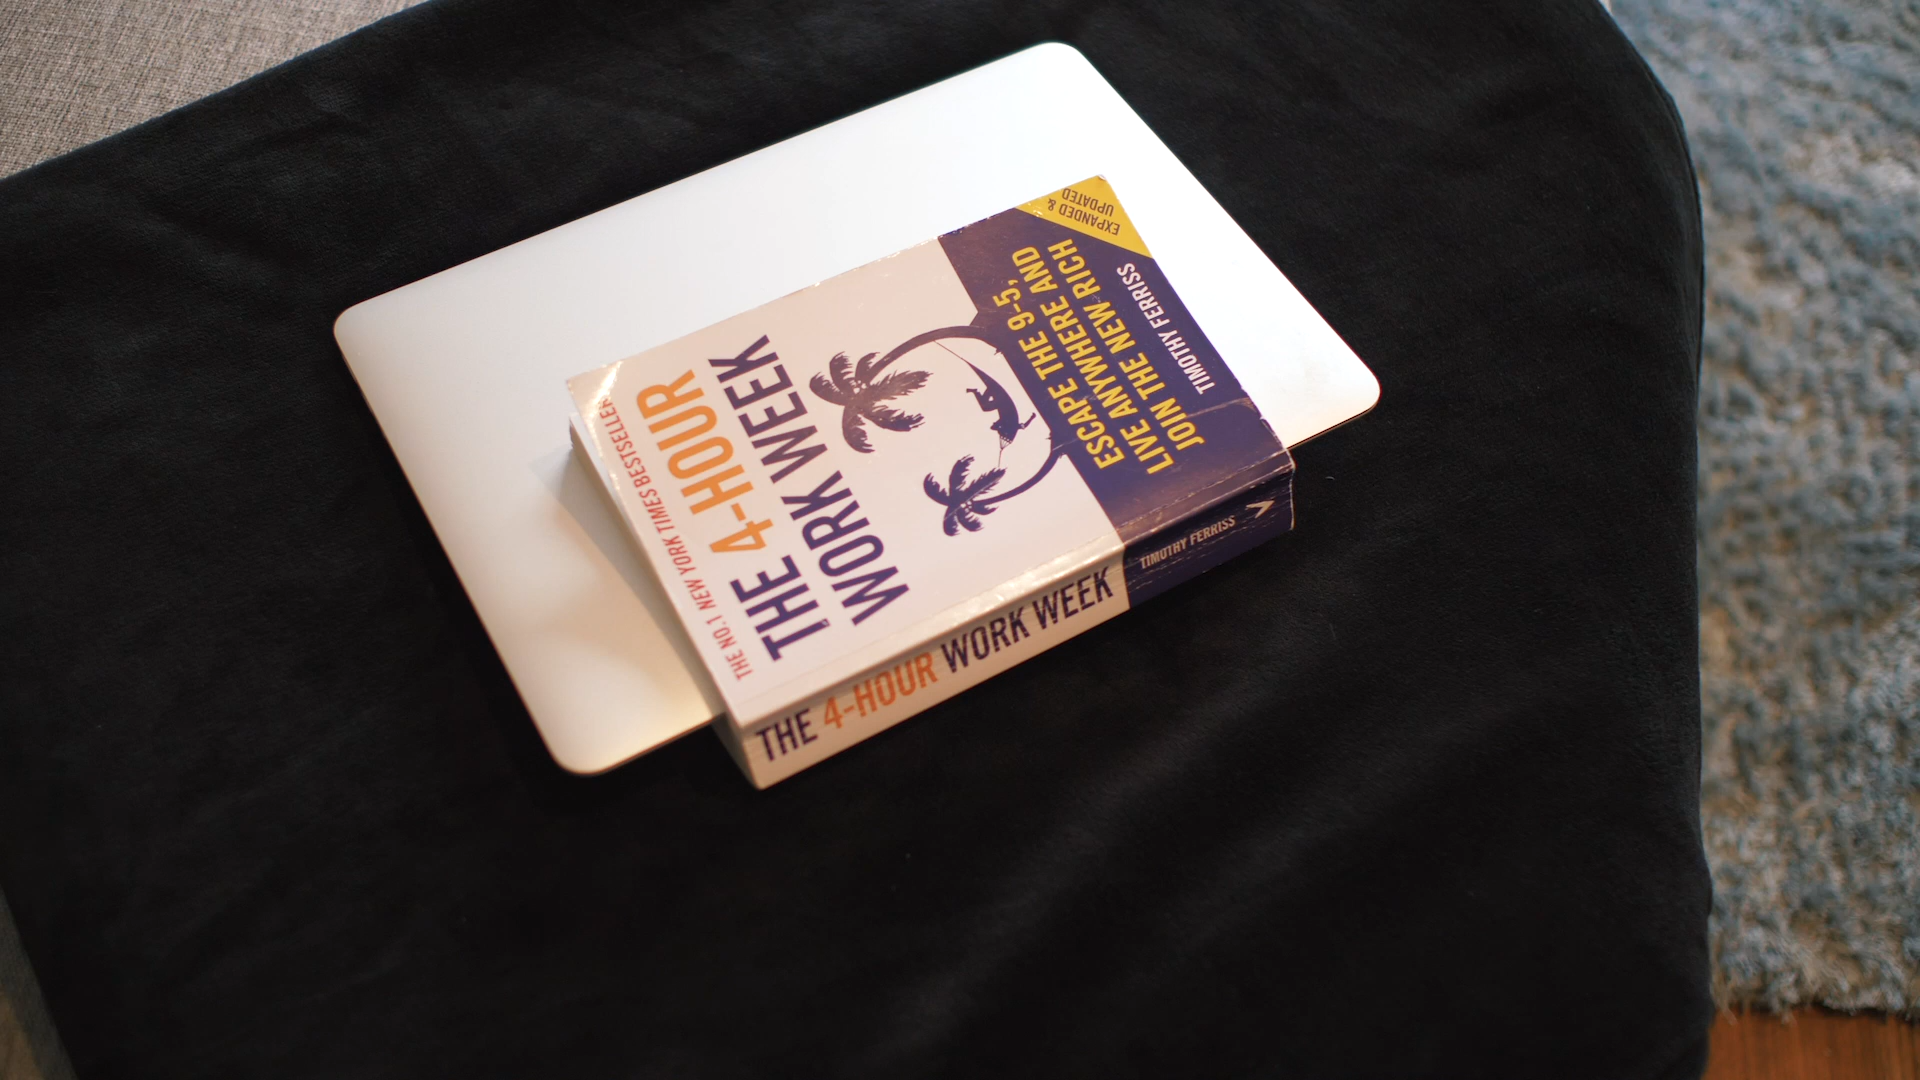 THE NO.1 NEW YORK TIMES BESTSELLER
THE 4-HOUR
WORK WEEK
ESCAPE THE 9-5,
LIVE ANYWHERE AND
JOIN THE NEW RICH
TIMOTHY FERRISS
EXPANDED &
UPDATED
THE 4-HOUR WORK WEEK
TIMOTHY FERRISS